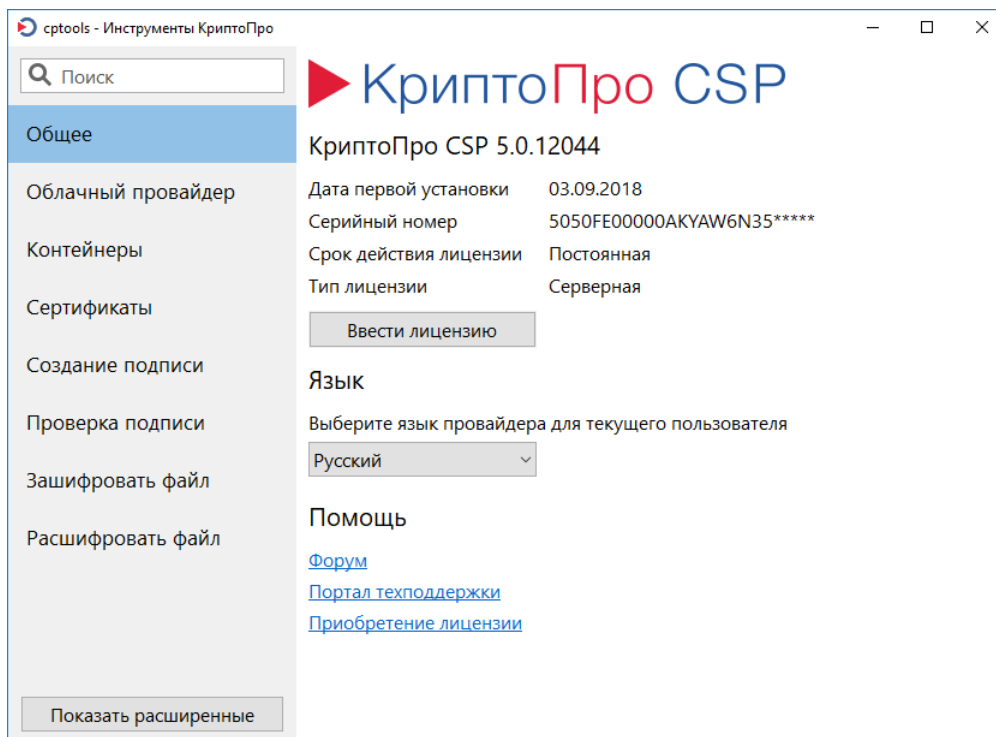 cptools - Инструменты КриптоПро
Поиск
Общее
Облачный провайдер
Контейнеры
Сертификаты
Создание подписи
Проверка подписи
Зашифровать файл
Расшифровать файл
Показать расширенные
КриптоПро CSP
КриптоПро CSP 5.0.12044
Дата первой установки 03.09.2018
Серийный номер 5050FE00000AKYAW6N35*****
Срок действия лицензии Постоянная
Тип лицензии Серверная
Ввести лицензию
Язык
Выберите язык провайдера для текущего пользователя
Русский
Помощь
Форум
Портал техподдержки
Приобретение лицензии